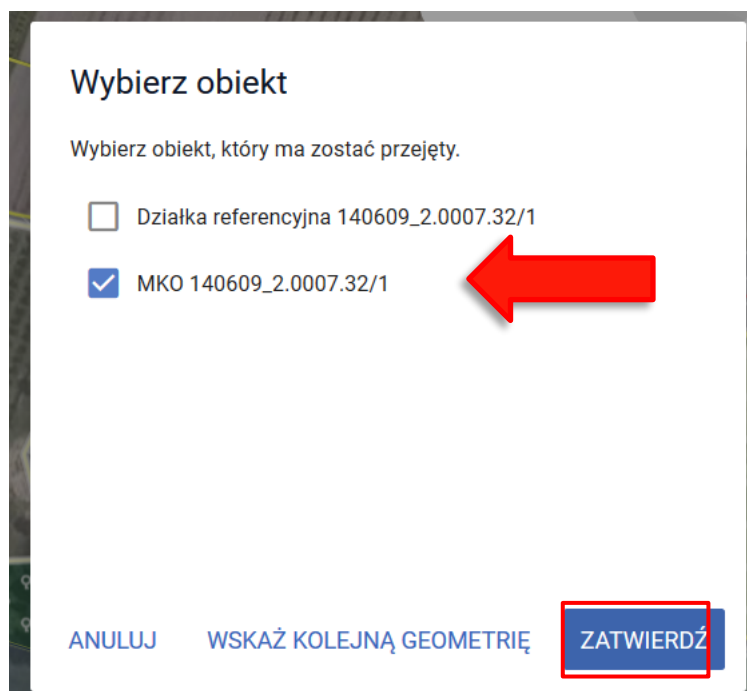 Wybierz obiekt
Wybierz obiekt, który ma zostać przejęty.
Działka referencyjna 140609_2.0007.32/1
MKO 140609_2.0007.32/1
ANULUJ WSKAŻ KOLEJNĄ GEOMETRIĘ ZATWIERDŹ